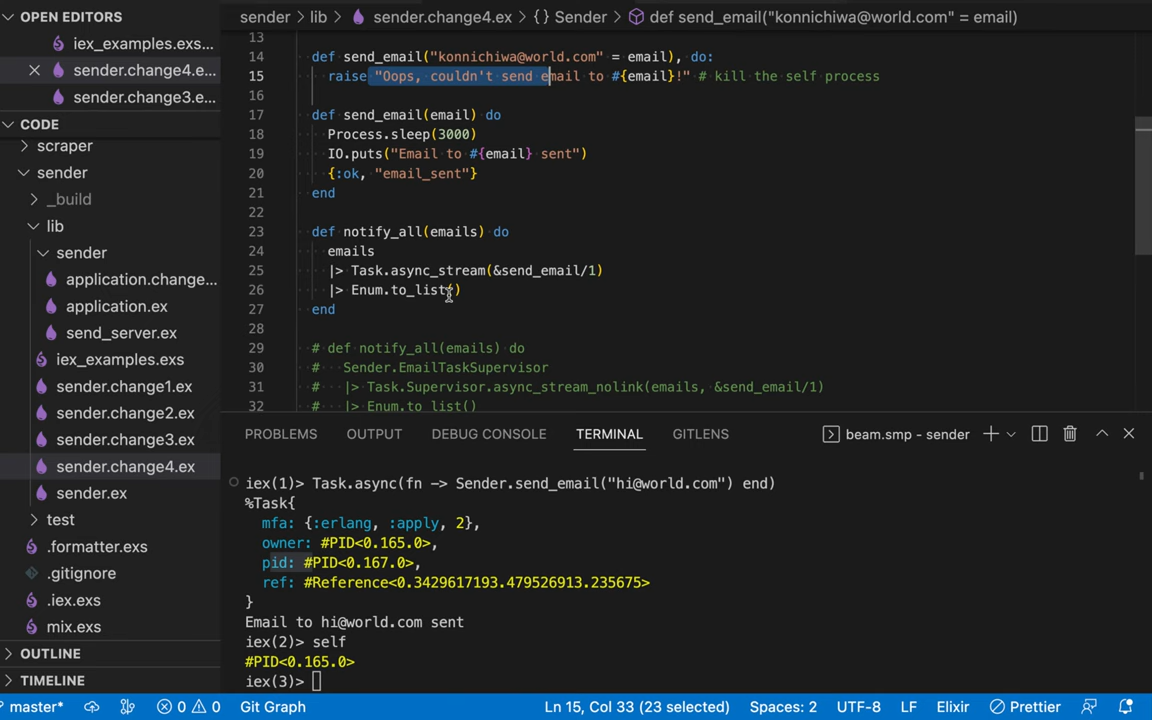 OPEN EDITORS
iex_examples.exs...
sender.change4.e...
sender.change3.e...
CODE
scraper
sender
_build
lib
sender
application.change...
application.ex
send_server.ex
iex_examples.exs
sender.change1.ex
sender.change2.ex
sender.change3.ex
sender.change4.ex
sender.ex
test
.formatter.exs
.gitignore
.iex.exs
mix.exs
OUTLINE
TIMELINE
sender > lib > sender.change4.ex > {} Sender > def send_email("konnichiwa@world.com" = email)
13
14 def send_email("konnichiwa@world.com" = email), do:
15 raise "Oops, couldn't send email to #{email}!" # kill the self process
16
17 def send_email(email) do
18 Process.sleep(3000)
19 IO.puts("Email to #{email} sent")
20 {:ok, "email_sent"}
21 end
22
23 def notify_all(emails) do
24 emails
25 |> Task.async_stream(&send_email/1)
26 |> Enum.to_list()
27 end
28
29 # def notify_all(emails) do
30 # Sender.EmailTaskSupervisor
31 # |> Task.Supervisor.async_stream_nolink(emails, &send_email/1)
32 # |> Enum.to_list()
PROBLEMS OUTPUT DEBUG CONSOLE TERMINAL GITLENS beam.smp - sender
iex(1)> Task.async(fn -> Sender.send_email("hi@world.com") end)
%Task{
mfa: {:erlang, :apply, 2},
owner: #PID<0.165.0>,
pid: #PID<0.167.0>,
ref: #Reference<0.3429617193.479526913.235675>
}
Email to hi@world.com sent
iex(2)> self
#PID<0.165.0>
iex(3)>
master* 0 0 Git Graph Ln 15, Col 33 (23 selected) Spaces: 2 UTF-8 LF Elixir Prettier